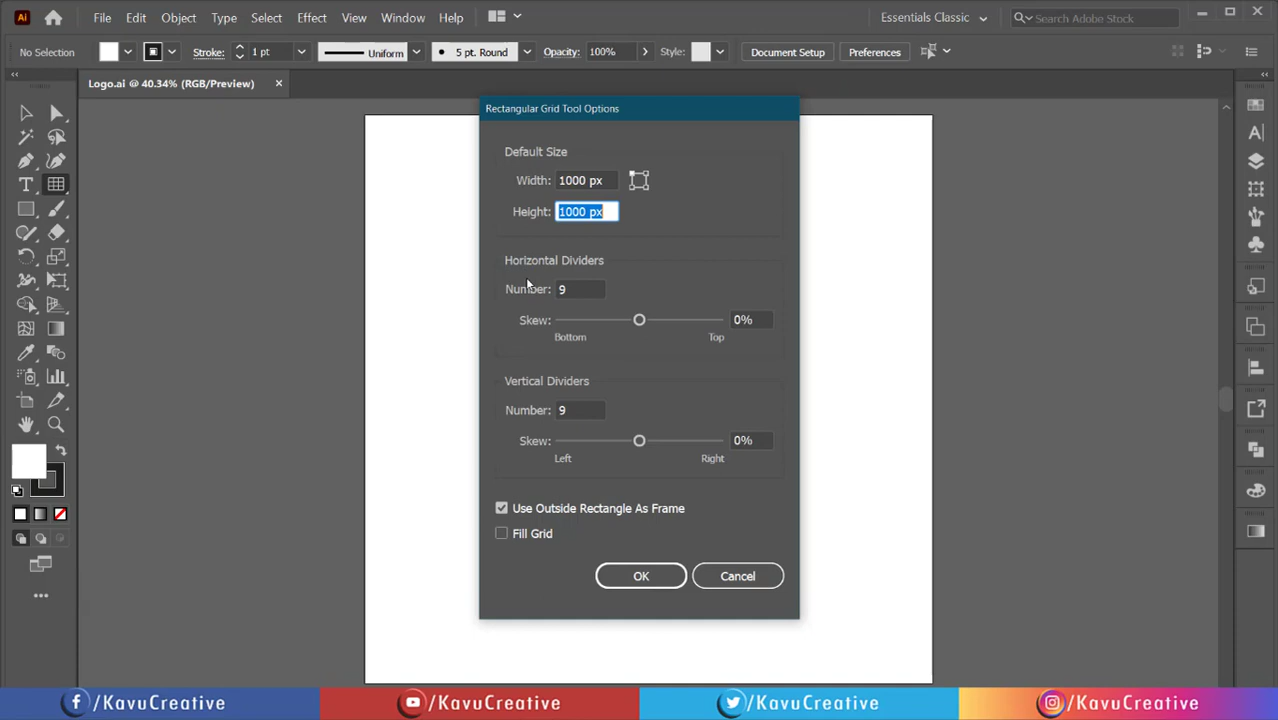 Ai File Edit Object Type Select Effect View Window Help Essentials Classic Search Adobe Stock
No Selection Stroke: 1 pt Uniform 5 pt. Round Opacity: 100% Style: Document Setup Preferences
Logo.ai @ 40.34% (RGB/Preview)
Rectangular Grid Tool Options
Default Size
Width: 1000 px
Height: 1000 px
Horizontal Dividers
Number: 9
Skew: 0%
Bottom Top
Vertical Dividers
Number: 9
Skew: 0%
Left Right
Use Outside Rectangle As Frame
Fill Grid
OK Cancel
/KavuCreative /KavuCreative /KavuCreative /KavuCreative